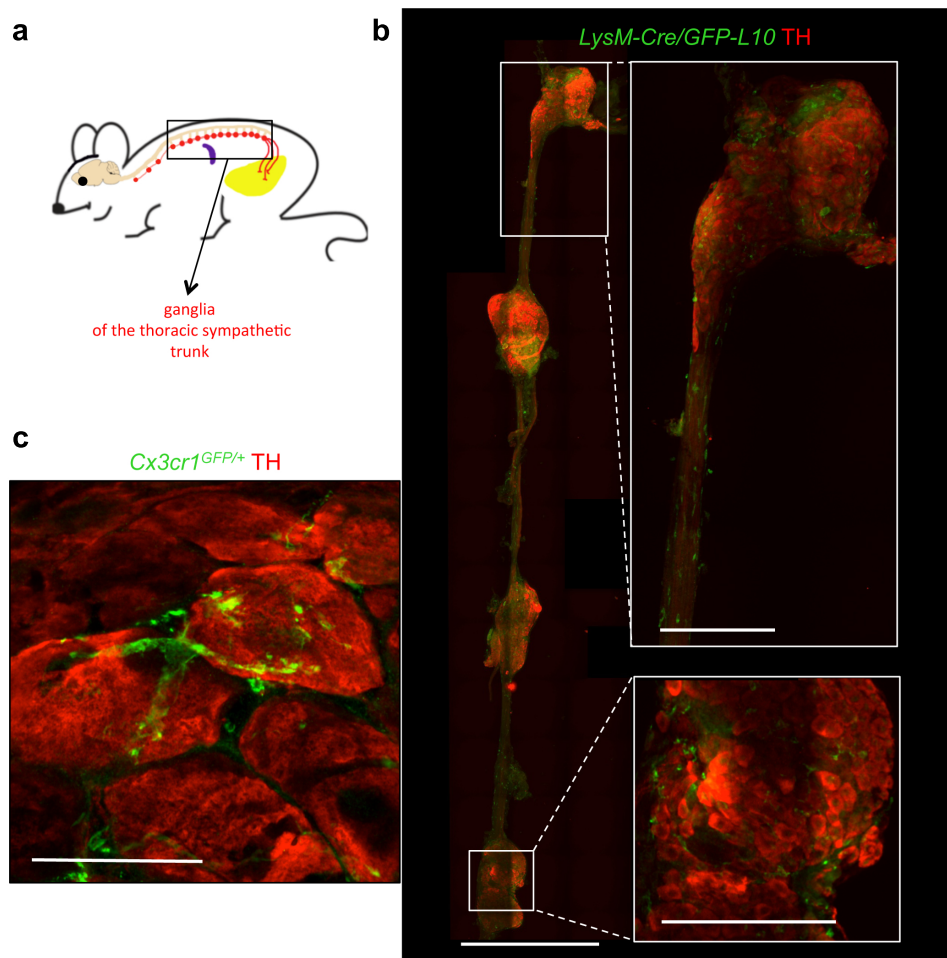 a
ganglia
of the thoracic sympathetic
trunk
b
LysM-Cre/GFP-L10 TH
c
Cx3cr1GFP/+ TH